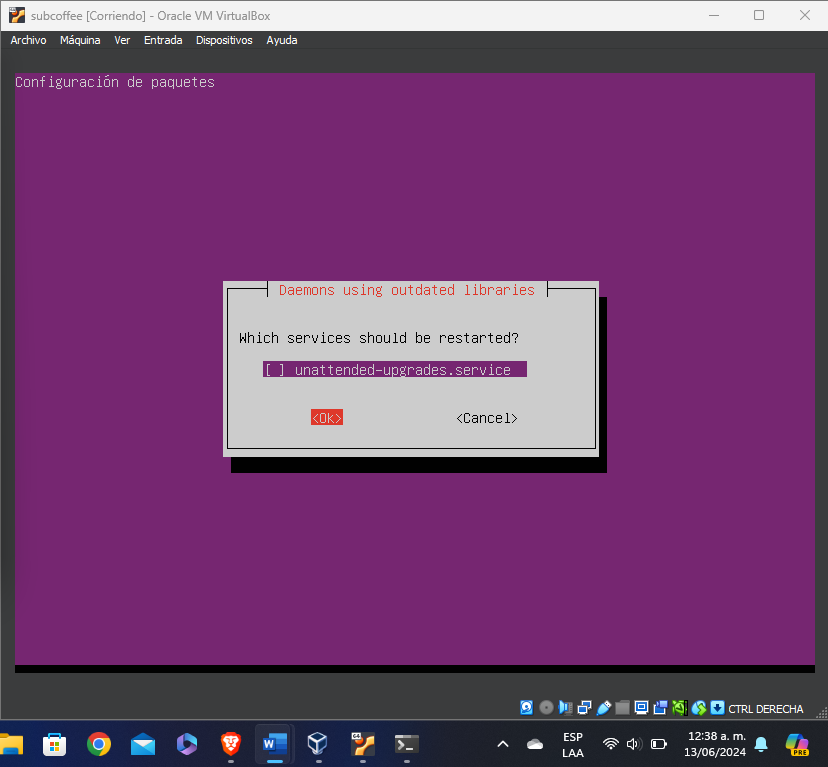 subcoffee [Corriendo] - Oracle VM VirtualBox
Archivo Máquina Ver Entrada Dispositivos Ayuda
Configuración de paquetes
Daemons using outdated libraries
Which services should be restarted?
[ ] unattended-upgrades.service
<Ok> <Cancel>
CTRL DERECHA
ESP
LAA
12:38 a. m.
13/06/2024
W
64
PRE